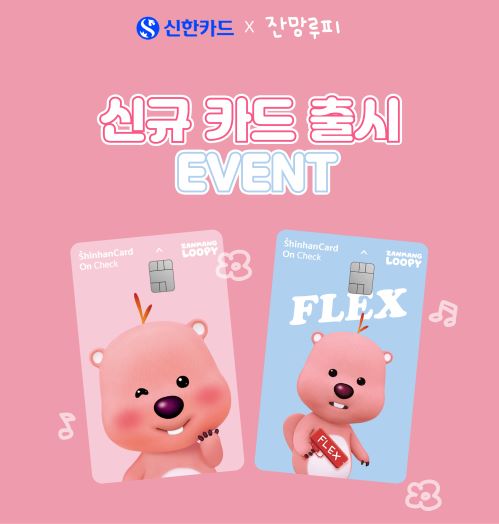 신한카드 x 잔망루피
신규 카드 출시
EVENT
ShinhanCard
On Check
ZANMANG
LOOPY
ShinhanCard
On Check
ZANMANG
LOOPY
FLEX
FLEX